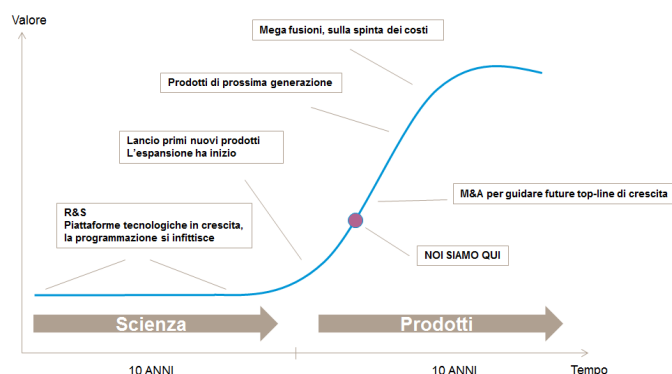 Valore
Mega fusioni, sulla spinta dei costi
Prodotti di prossima generazione
Lancio primi nuovi prodotti
L'espansione ha inizio
M&A per guidare future top-line di crescita
R&S
Piattaforme tecnologiche in crescita,
la programmazione si infittisce
NOI SIAMO QUI
Scienza
Prodotti
10 ANNI
10 ANNI
Tempo